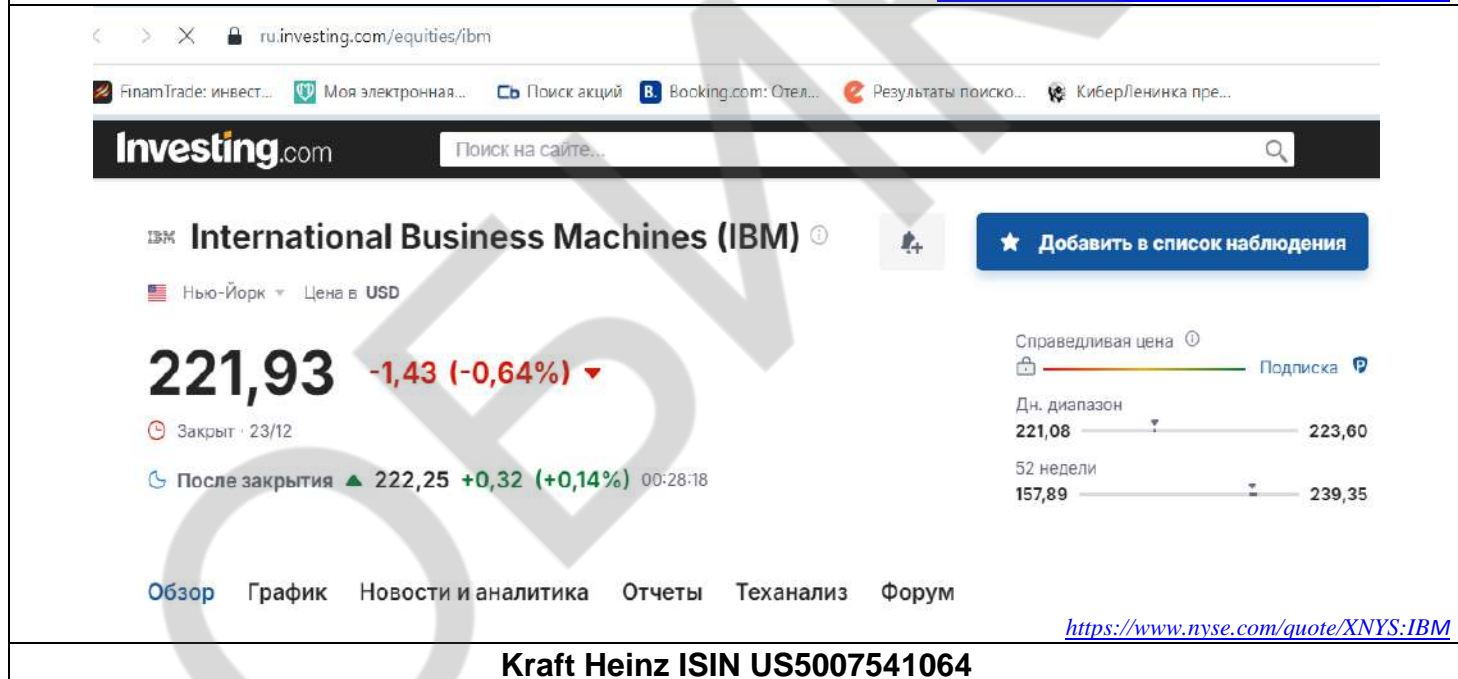 ru.investing.com/equities/ibm
FinamTrade: инвест... Моя электронная... Сb Поиск акций B. Booking.com: Отел... Результаты поиско... КиберЛенинка пре...
Investing.com Поиск на сайте...
IBM International Business Machines (IBM) Добавить в список наблюдения
Нью-Йорк Цена в USD
Справедливая цена
221,93 -1,43 (-0,64%) Подписка
Дн. диапазон
Закрыт · 23/12 221,08 223,60
52 недели
После закрытия 222,25 +0,32 (+0,14%) 00:28:18
157,89 239,35
Обзор График Новости и аналитика Отчеты Теханализ Форум
https://www.nyse.com/quote/XNYS:IBM
Kraft Heinz ISIN US5007541064